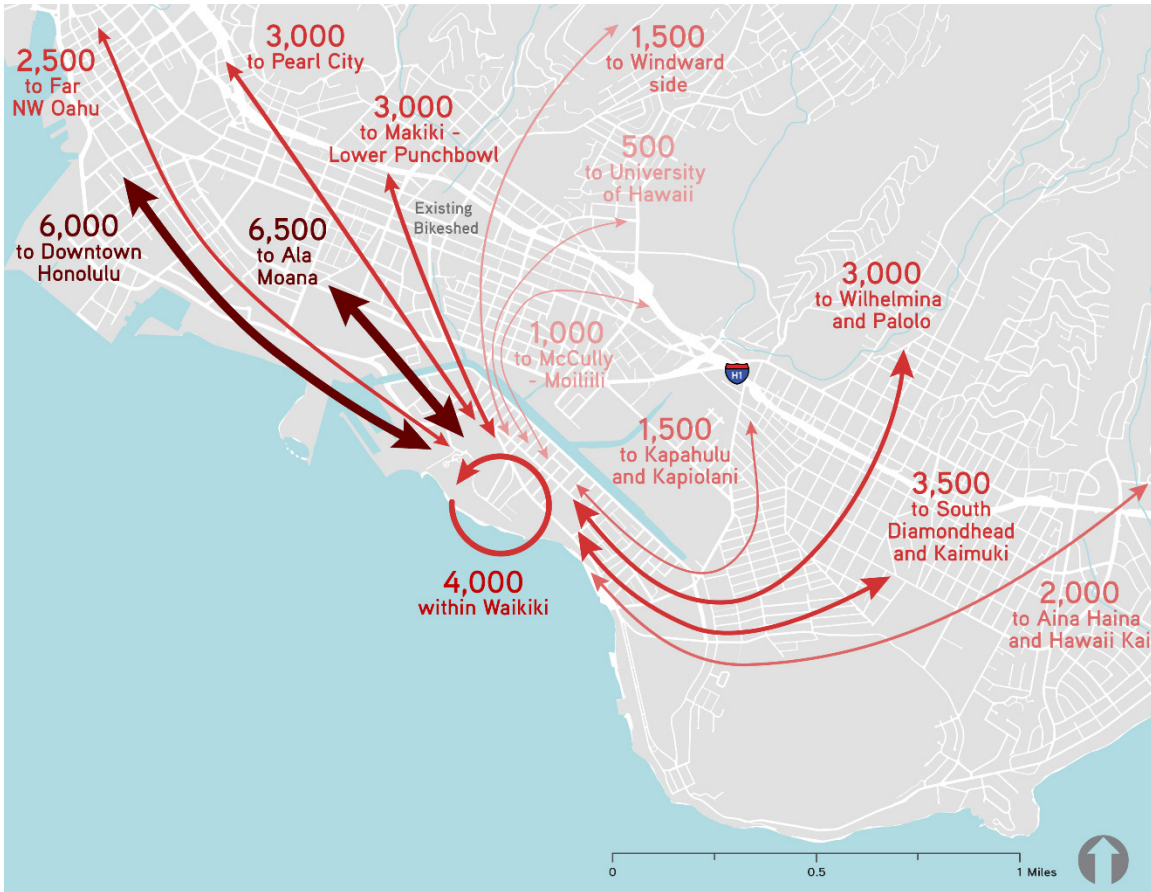 2,500
to Far
NW Oahu
3,000
to Pearl City
3,000
to Makiki -
Lower Punchbowl
1,500
to Windward
side
500
to University
of Hawaii
Existing
Bikeshed
6,000
to Downtown
Honolulu
6,500
to Ala
Moana
3,000
to Wilhelmina
and Palolo
1,000
to McCully
- Moiliili
H1
1,500
to Kapahulu
and Kapiolani
3,500
to South
Diamondhead
and Kaimuki
4,000
within Waikiki
2,000
to Aina Haina
and Hawaii Kai
0 0.5 1 Miles